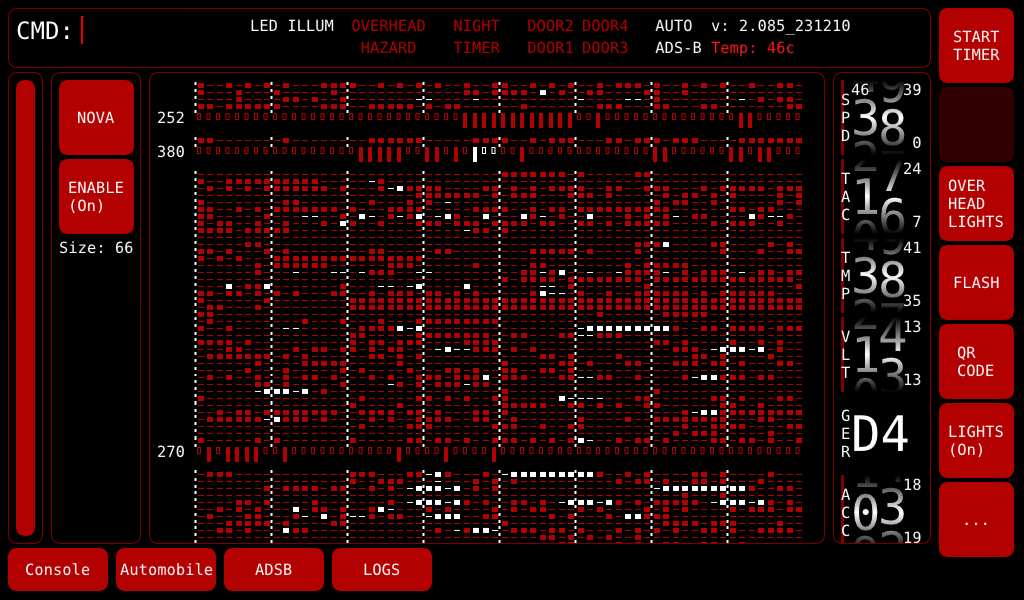 CMD:
LED ILLUM OVERHEAD NIGHT DOOR2 DOOR4 AUTO v: 2.085_231210
HAZARD TIMER DOOR1 DOOR3 ADS-B Temp: 46c
START
TIMER
NOVA
ENABLE
(On)
Size: 66
252
380
270
SPD
46
39
38
0
TAC
24
16
7
TMP
41
38
35
VLT
13
13
13
GER
D4
ACC
18
03
19
OVER
HEAD
LIGHTS
FLASH
QR
CODE
LIGHTS
(On)
...
Console Automobile ADSB LOGS